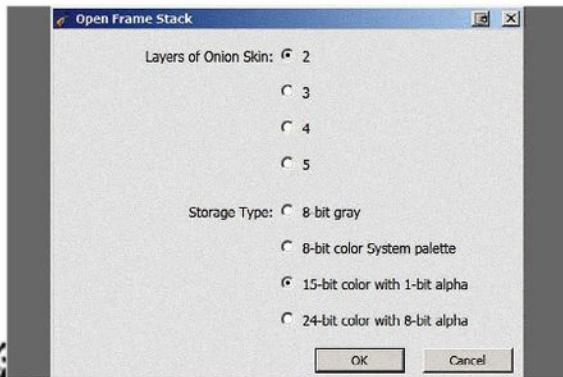 Open Frame Stack
Layers of Onion Skin: 2
3
4
5
Storage Type: 8-bit gray
8-bit color System palette
15-bit color with 1-bit alpha
24-bit color with 8-bit alpha
OK Cancel